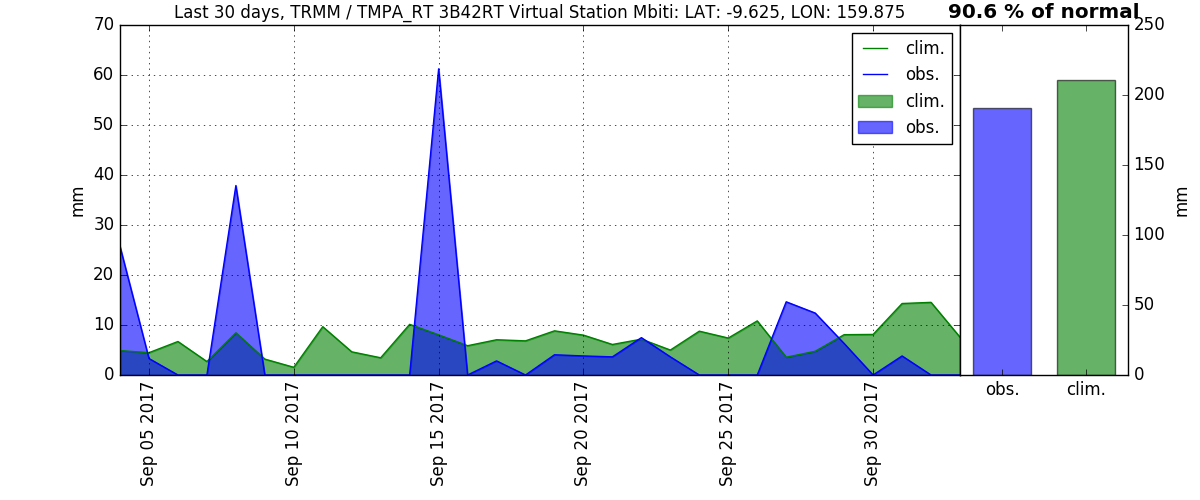 Last 30 days, TRMM / TMPA_RT 3B42RT Virtual Station Mbiti: LAT: -9.625, LON: 159.875
90.6 % of normal
70
60
50
40
30
20
10
0
mm
clim.
obs.
clim.
obs.
Sep 05 2017
Sep 10 2017
Sep 15 2017
Sep 20 2017
Sep 25 2017
Sep 30 2017
250
200
150
100
50
0
mm
obs.
clim.